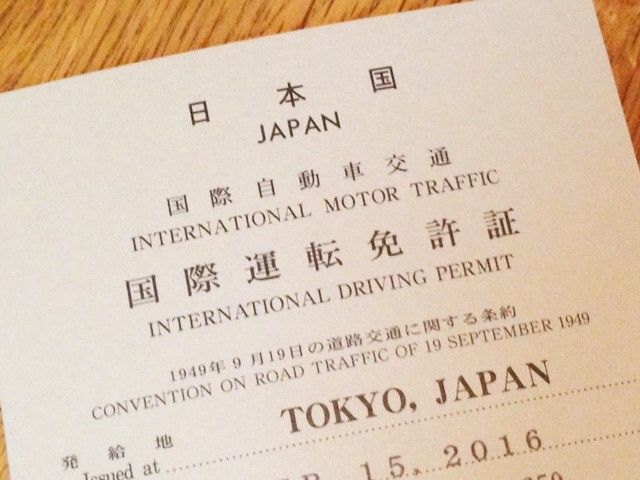 日本国
JAPAN
国際自動車交通
INTERNATIONAL MOTOR TRAFFIC
国際運転免許証
INTERNATIONAL DRIVING PERMIT
1949年9月19日の道路交通に関する条約
CONVENTION ON ROAD TRAFFIC OF 19 SEPTEMBER 1949
TOKYO, JAPAN
発給地
Issued at
15.2016